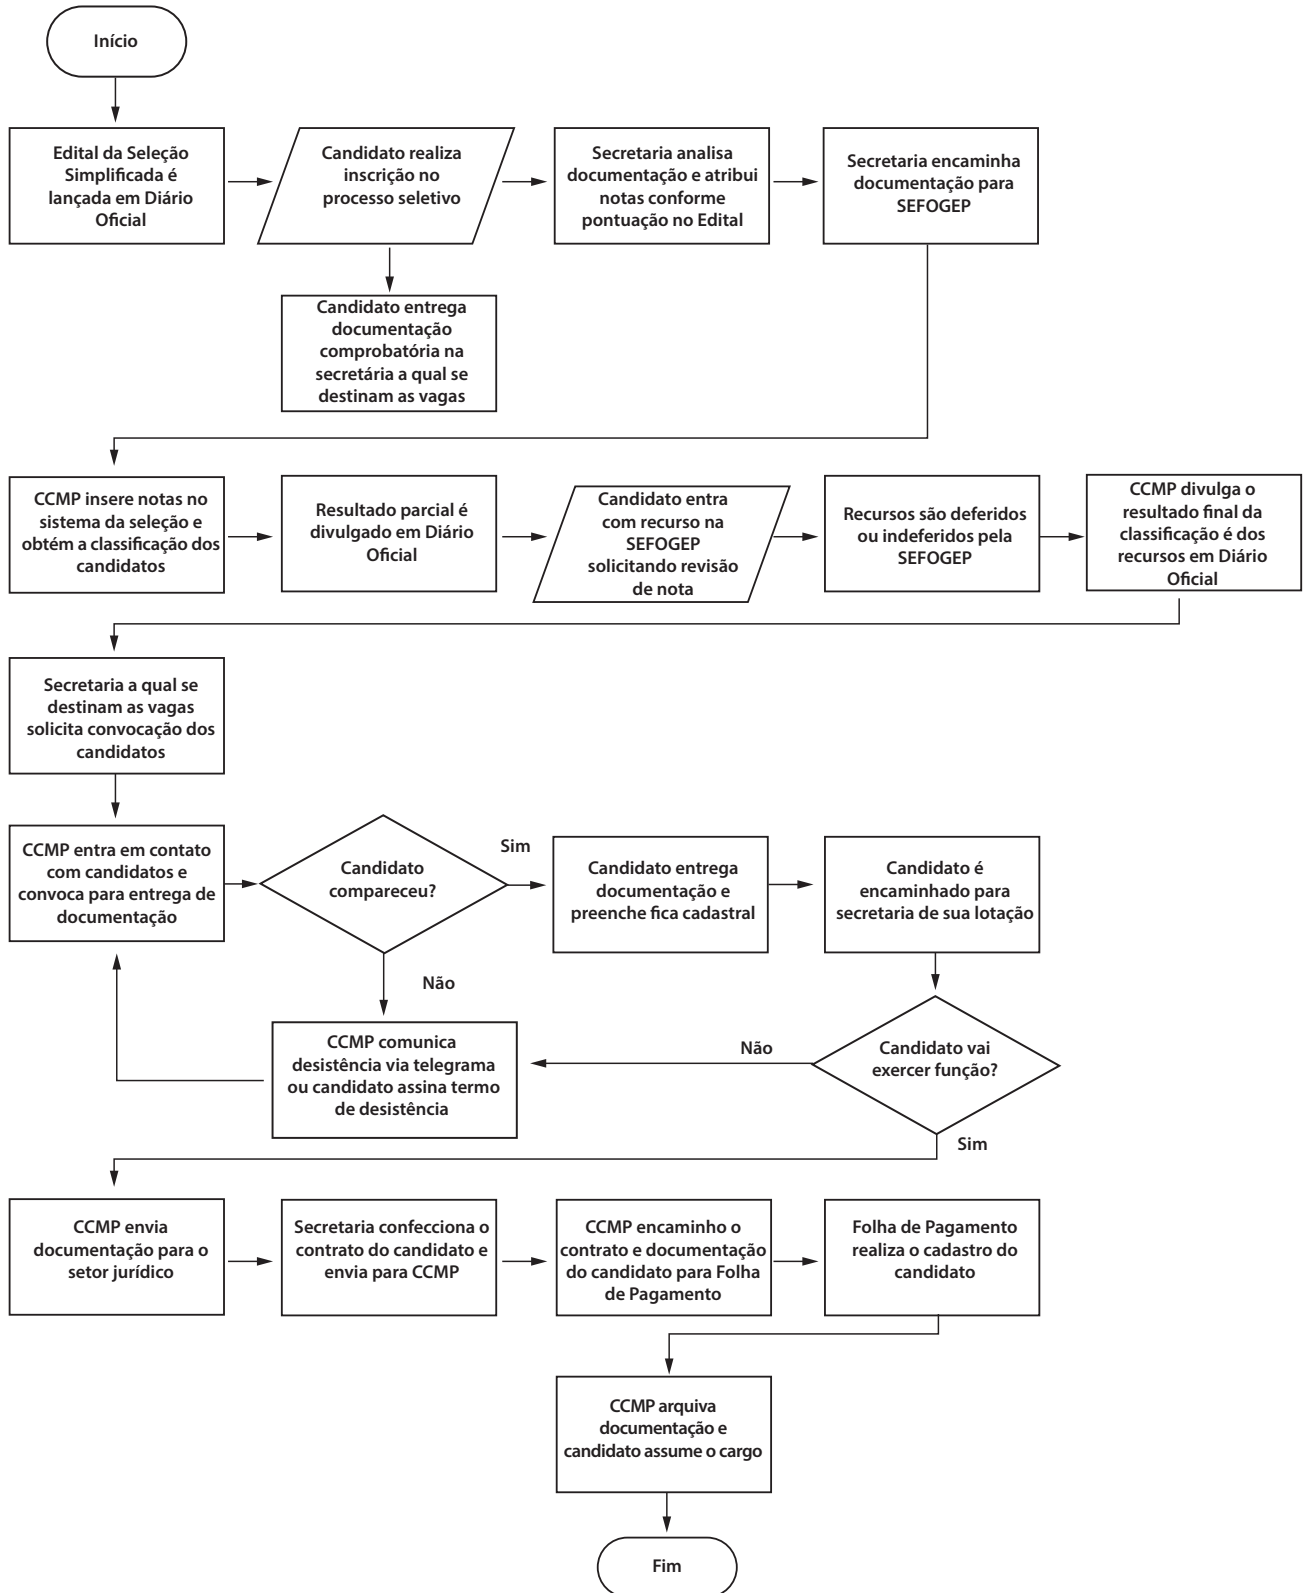 Início
Edital da Seleção
Simplificada é
lançada em Diário
Oficial
Candidato realiza
inscrição no
processo seletivo
Secretaria analisa
documentação e atribui
notas conforme
pontuação no Edital
Secretaria encaminha
documentação para
SEFOGEP
Candidato entrega
documentação
comprobatória na
secretária a qual se
destinam as vagas
CCMP insere notas no
sistema da seleção e
obtém a classificação dos
candidatos
Resultado parcial é
divulgado em Diário
Oficial
Candidato entra
com recurso na
SEFOGEP
solicitando revisão
de nota
Recursos são deferidos
ou indeferidos pela
SEFOGEP
CCMP divulga o
resultado final da
classificação é dos
recursos em Diário
Oficial
Secretaria a qual se
destinam as vagas
solicita convocação dos
candidatos
CCMP entra em contato
com candidatos e
convoca para entrega de
documentação
Candidato
compareceu?
Sim
Candidato entrega
documentação e
preenche fica cadastral
Candidato é
encaminhado para
secretaria de sua lotação
Não
CCMP comunica
desistência via telegrama
ou candidato assina termo
de desistência
Não
Candidato vai
exercer função?
Sim
CCMP envia
documentação para o
setor jurídico
Secretaria confecciona o
contrato do candidato e
envia para CCMP
CCMP encaminho o
contrato e documentação
do candidato para Folha
de Pagamento
Folha de Pagamento
realiza o cadastro do
candidato
CCMP arquiva
documentação e
candidato assume o cargo
Fim